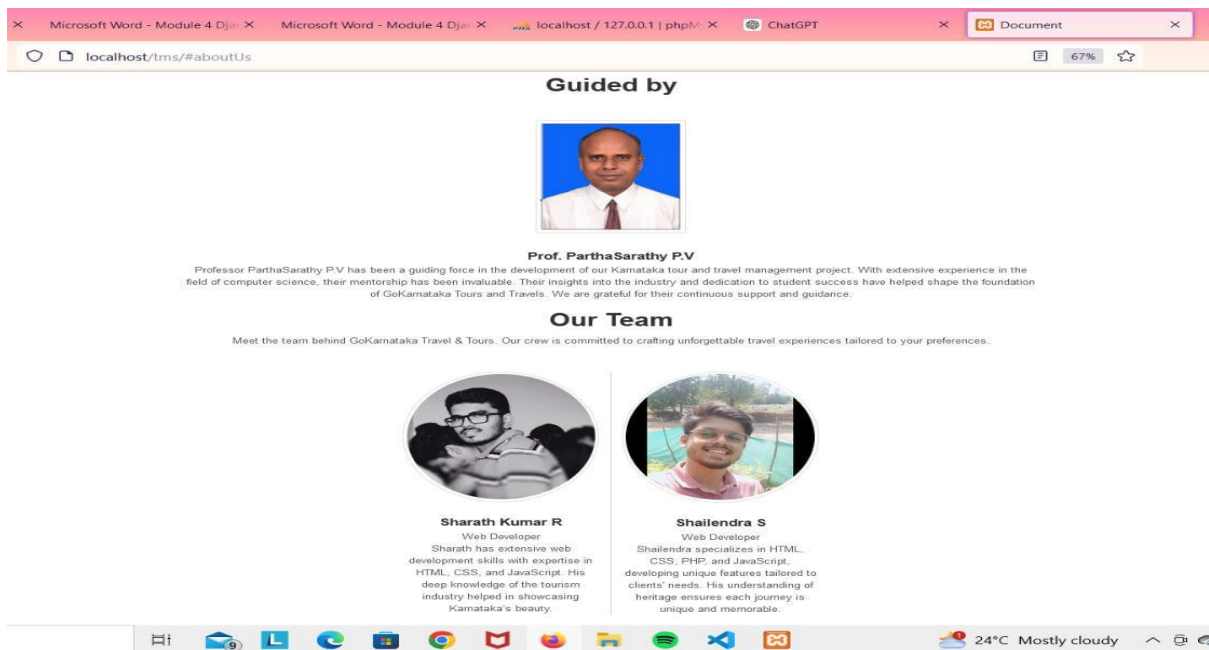 Microsoft Word - Module 4 Dja
Microsoft Word - Module 4 Dja
localhost / 127.0.0.1 | phpM
ChatGPT
Document
localhost/tms/#aboutUs
67%
Guided by
Prof. ParthaSarathy P.V
Professor ParthaSarathy P.V has been a guiding force in the development of our Karnataka tour and travel management project. With extensive experience in the
field of computer science, their mentorship has been invaluable. Their insights into the industry and dedication to student success have helped shape the foundation
of GoKarnataka Tours and Travels. We are grateful for their continuous support and guidance.
Our Team
Meet the team behind GoKarnataka Travel & Tours. Our crew is committed to crafting unforgettable travel experiences tailored to your preferences.
Sharath Kumar R
Web Developer
Sharath has extensive web
development skills with expertise in
HTML, CSS, and JavaScript. His
deep knowledge of the tourism
industry helped in showcasing
Karnataka's beauty.
Shailendra S
Web Developer
Shailendra specializes in HTML,
CSS, PHP, and JavaScript,
developing unique features tailored to
clients' needs. His understanding of
heritage ensures each journey is
unique and memorable.
9
L
24°C Mostly cloudy